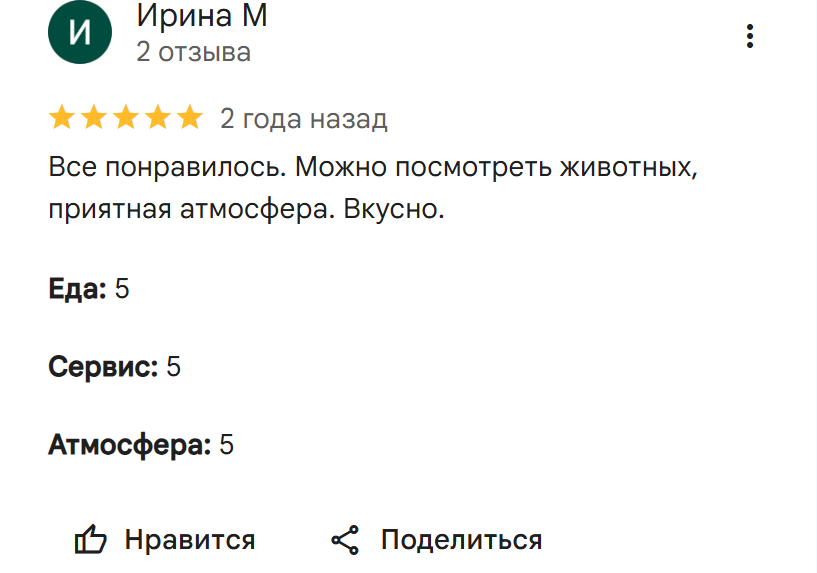 И
Ирина М
2 отзыва
2 года назад
Все понравилось. Можно посмотреть животных,
приятная атмосфера. Вкусно.
Еда: 5
Сервис: 5
Атмосфера: 5
Нравится Поделиться